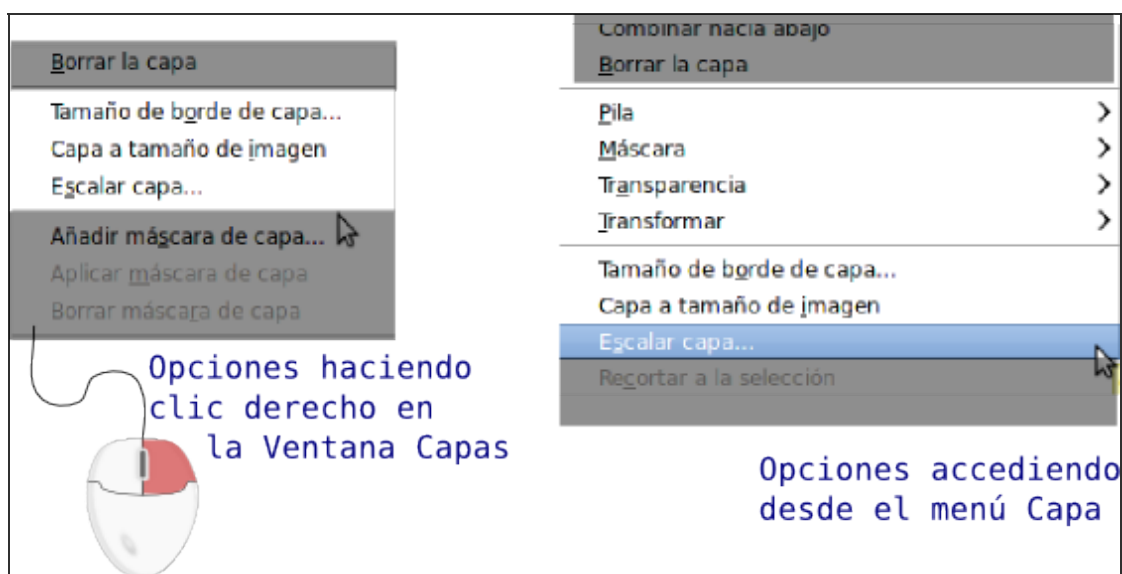 Borrar la capa
Tamaño de borde de capa...
Capa a tamaño de imagen
Escalar capa...
Añadir máscara de capa...
Aplicar máscara de capa
Borrar máscara de capa
Opciones haciendo
clic derecho en
la Ventana Capas
Combinar hacia abajo
Borrar la capa
Pila
Máscara
Transparencia
Transformar
Tamaño de borde de capa...
Capa a tamaño de imagen
Escalar capa...
Recortar a la selección
Opciones accediendo
desde el menú Capa